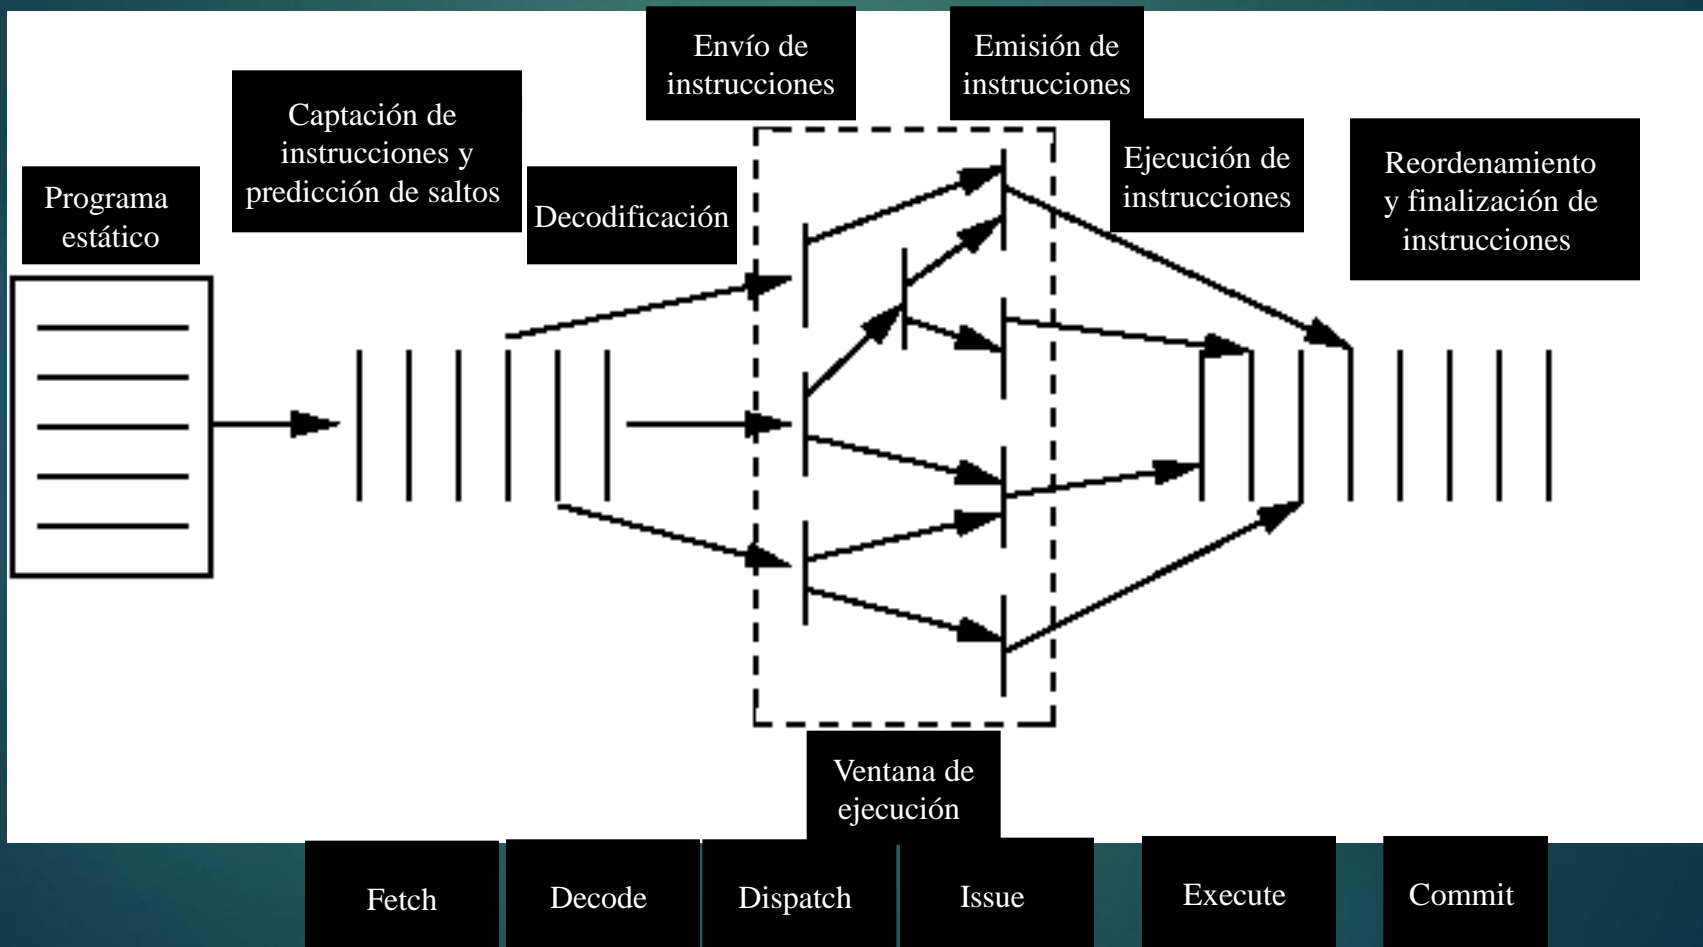 Envío de
instrucciones
Emisión de
instrucciones
Captación de
instrucciones y
predicción de saltos
Ejecución de
instrucciones
Reordenamiento
y finalización de
instrucciones
Programa
estático
Decodificación
Ventana de
ejecución
Fetch
Decode
Dispatch
Issue
Execute
Commit